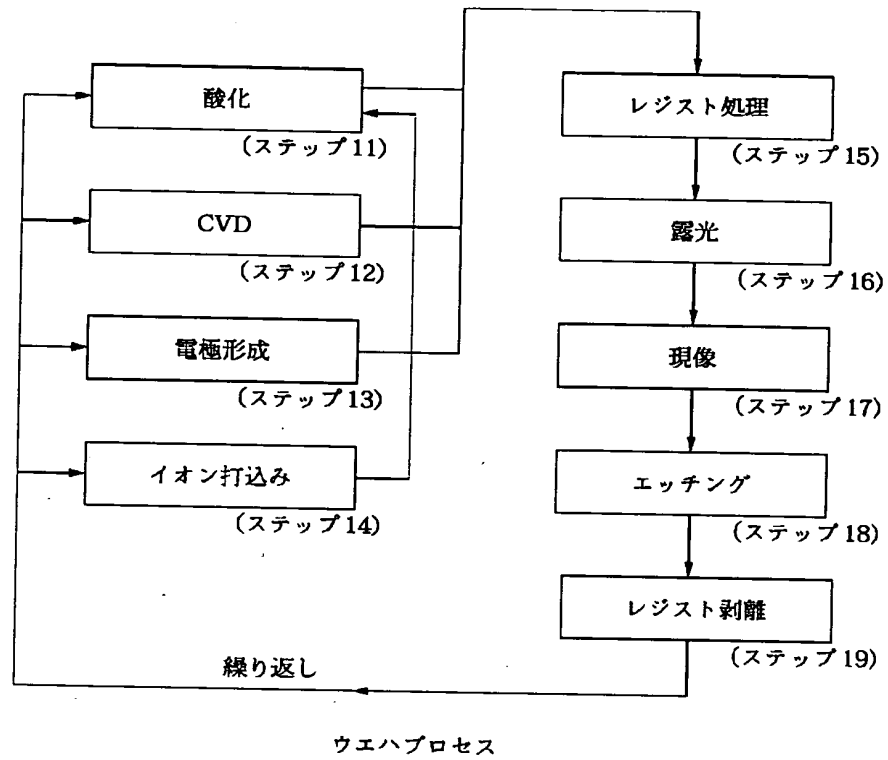 酸化
(ステップ11)
CVD
(ステップ12)
電極形成
(ステップ13)
イオン打込み
(ステップ14)
レジスト処理
(ステップ15)
露光
(ステップ16)
現像
(ステップ17)
エッチング
(ステップ18)
レジスト剥離
(ステップ19)
繰り返し
ウエハプロセス